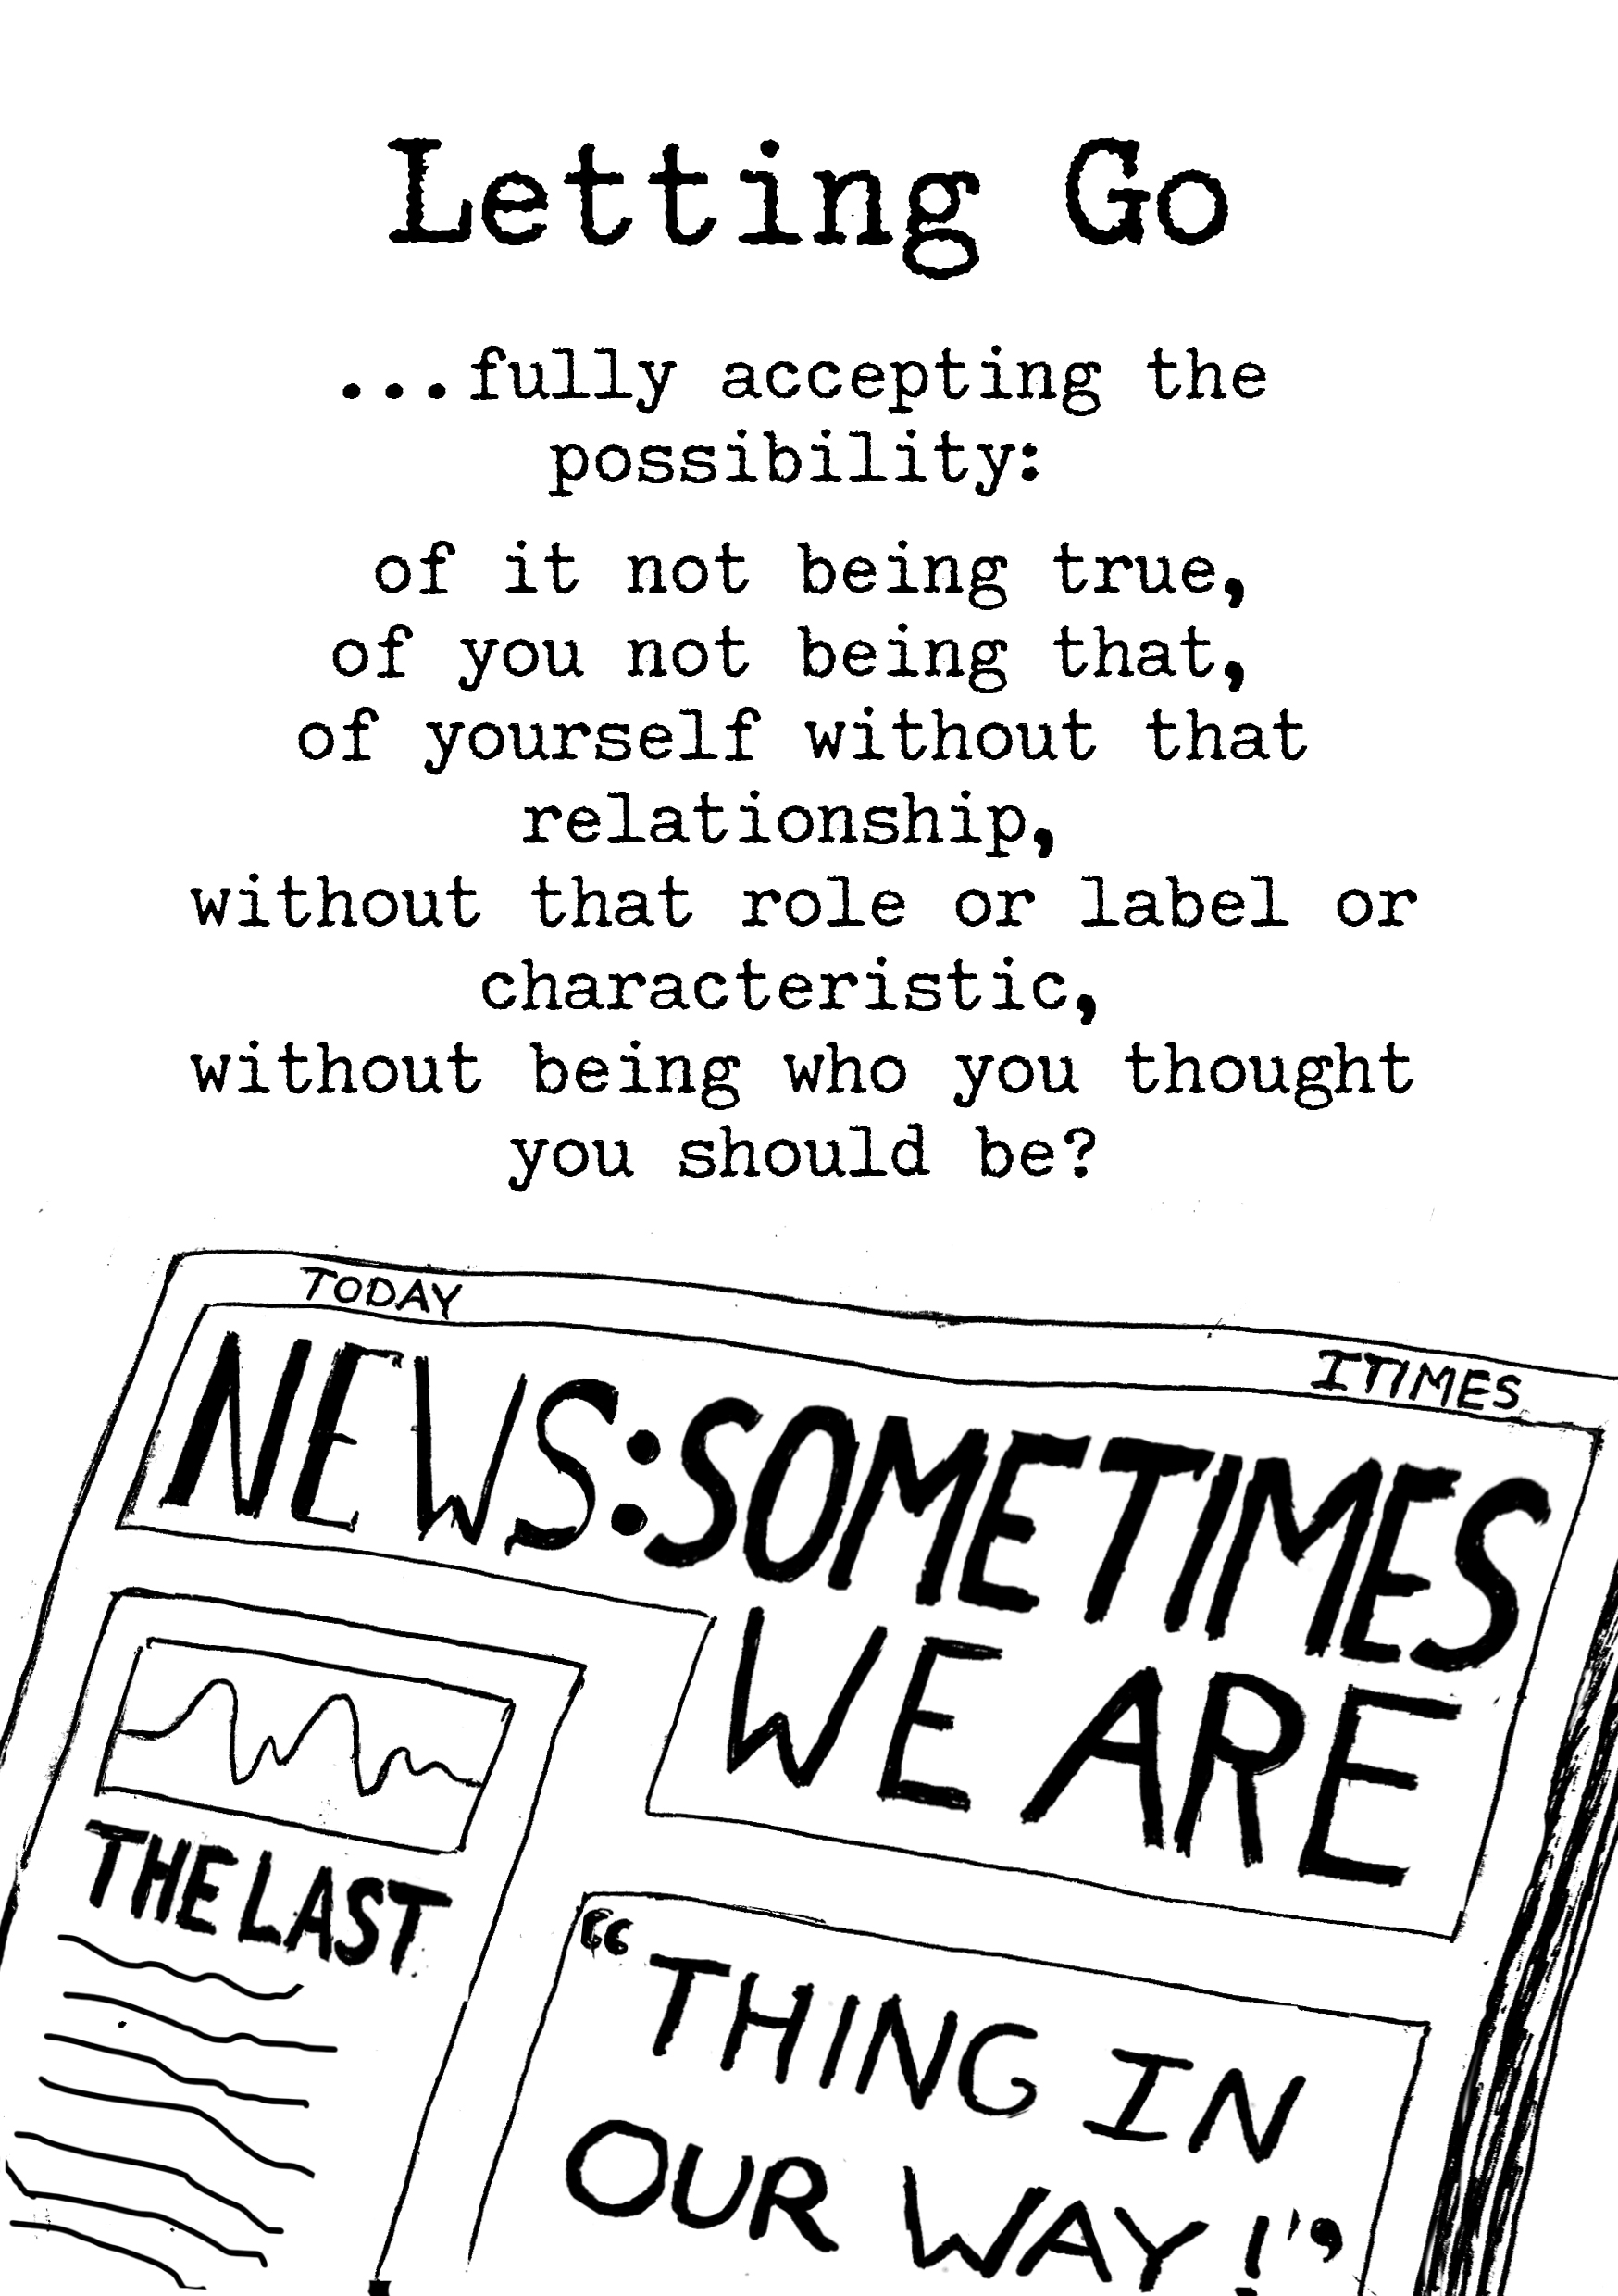 Letting Go
...fully accepting the
possibility:
of it not being true,
of you not being that,
of yourself without that
relationship,
without that role or label or
characteristic,
without being who you thought
you should be?
TODAY
ITIMES
NEWS:SOMETIMES
WE ARE
THE LAST
“THING IN
OUR WAY!”